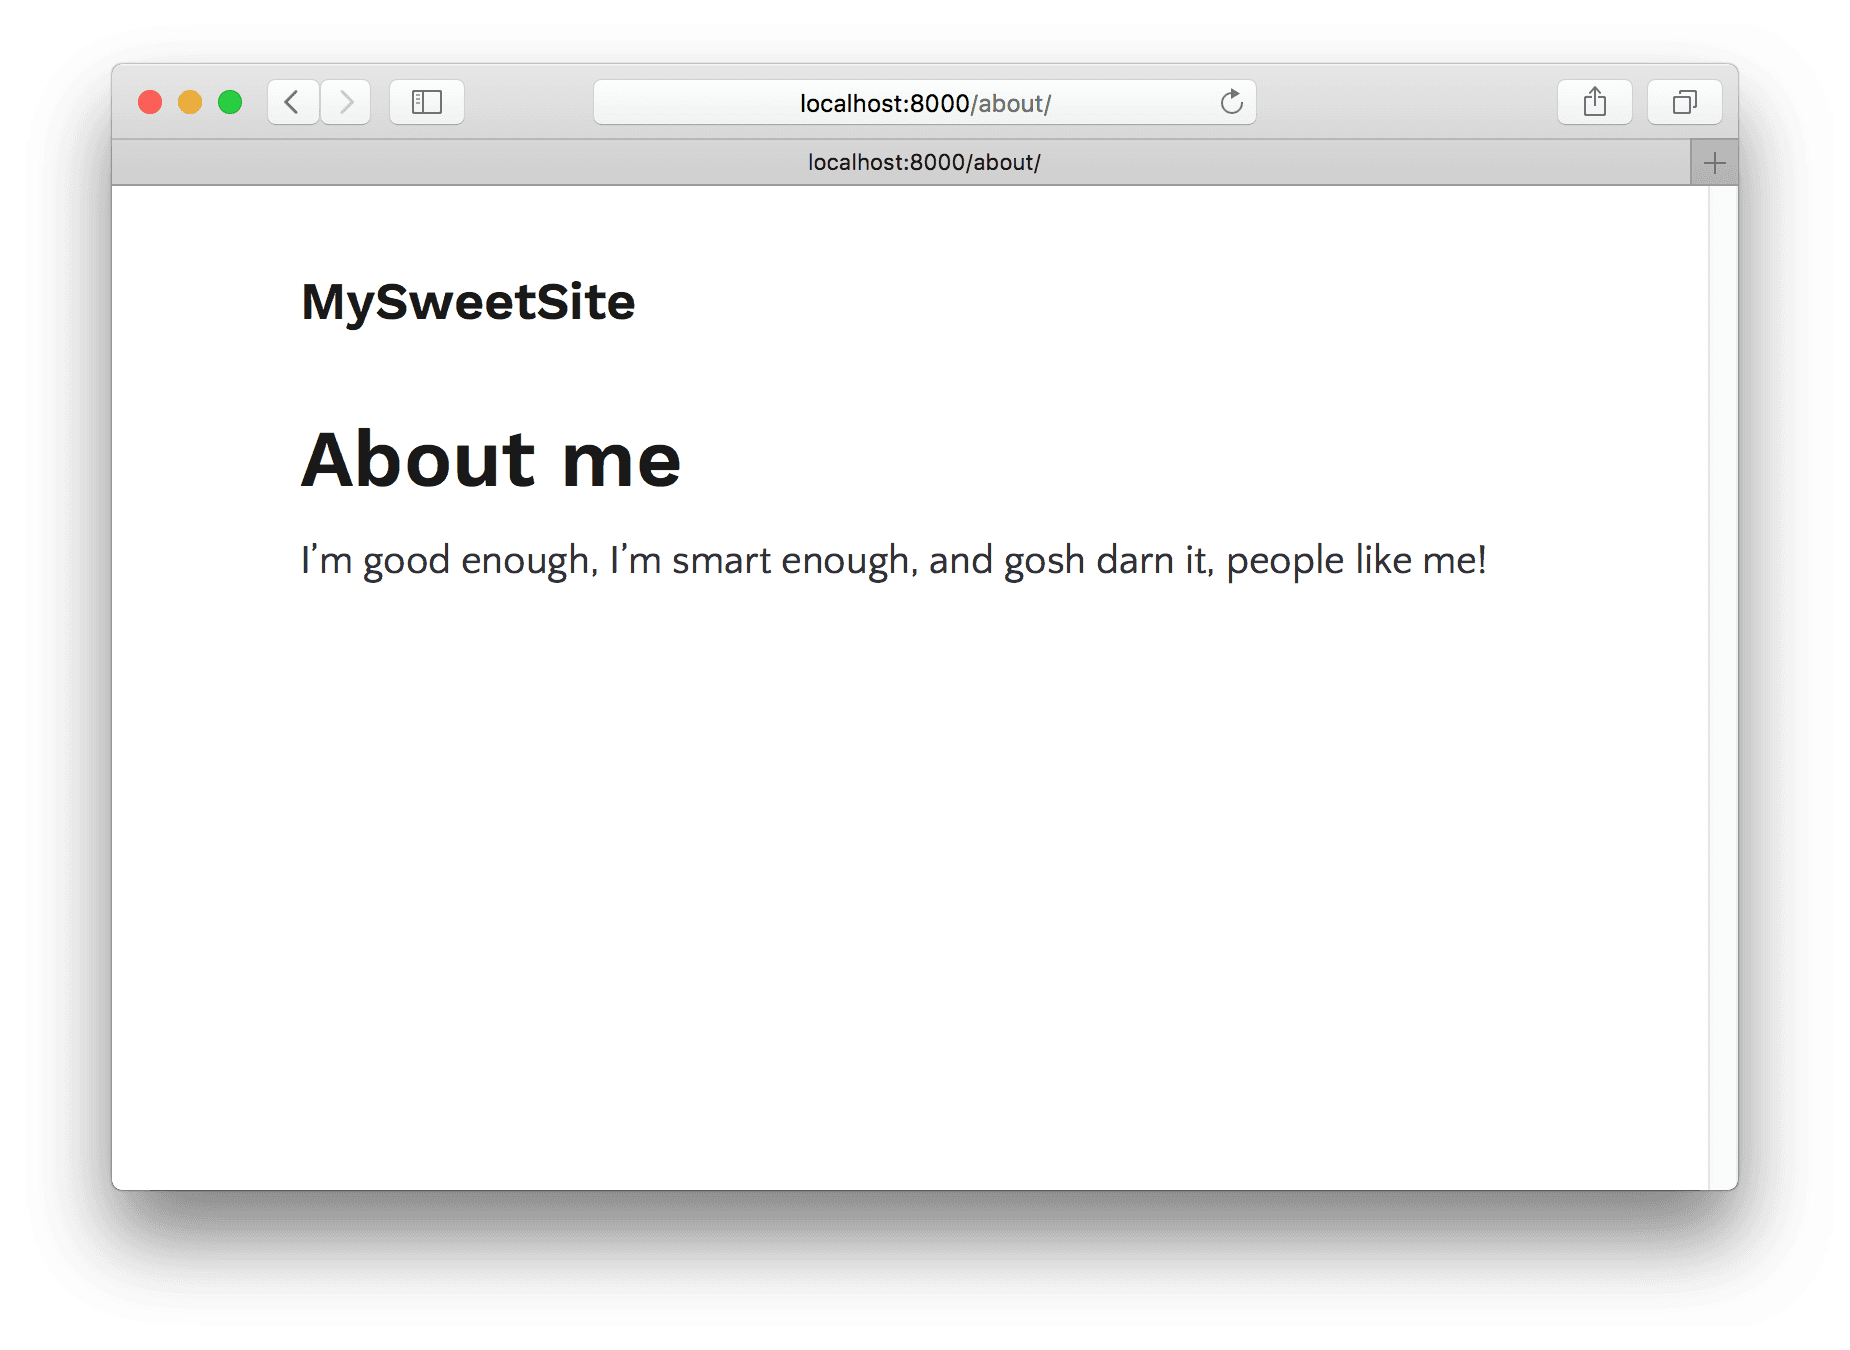 localhost:8000/about/
localhost:8000/about/
MySweetSite
About me
I’m good enough, I’m smart enough, and gosh darn it, people like me!